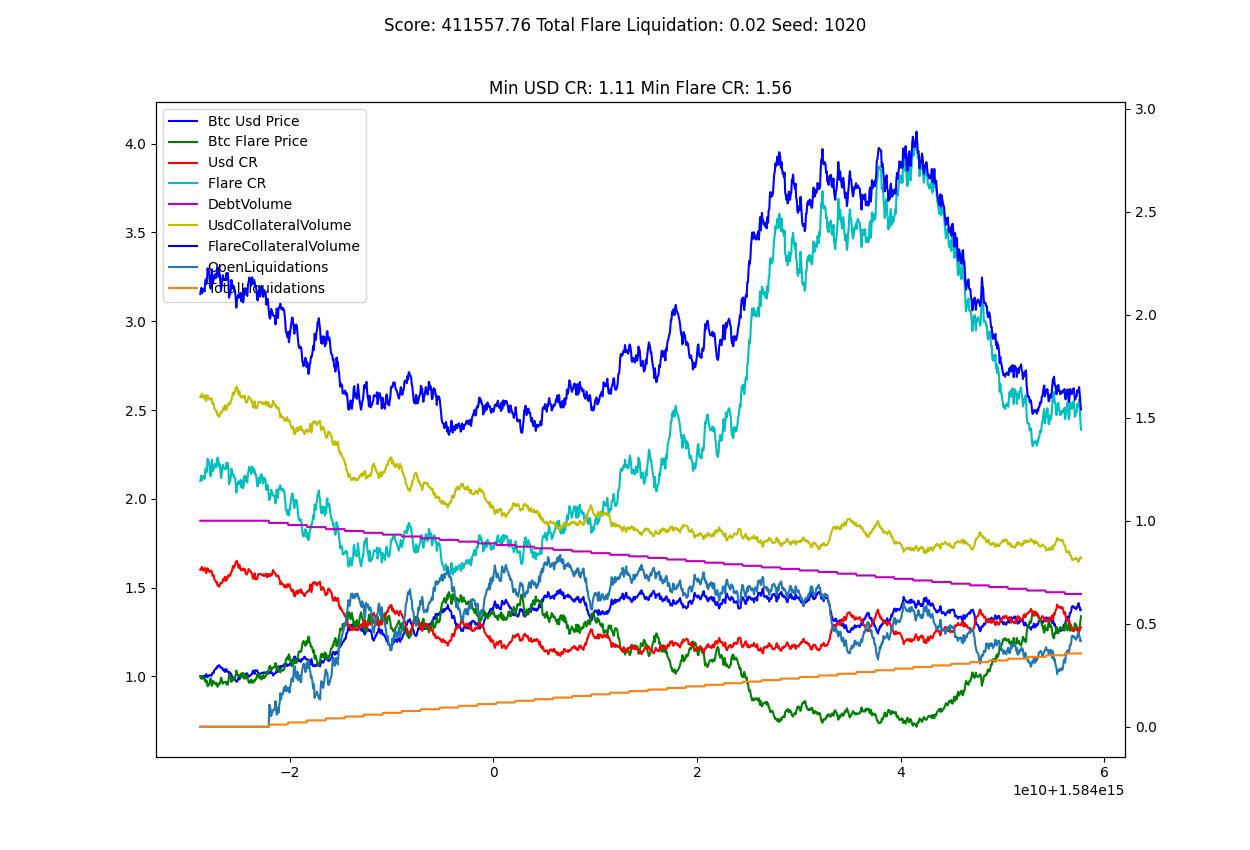 Score: 411557.76 Total Flare Liquidation: 0.02 Seed: 1020
Min USD CR: 1.11 Min Flare CR: 1.56
Btc Usd Price
Btc Flare Price
Usd CR
Flare CR
DebtVolume
UsdCollateralVolume
FlareCollateralVolume
OpenLiquidations
TotalLiquidations
4.0
3.5
3.0
2.5
2.0
1.5
1.0
3.0
2.5
2.0
1.5
1.0
0.5
0.0
−2 0 2 4 6
1e10+1.584e15